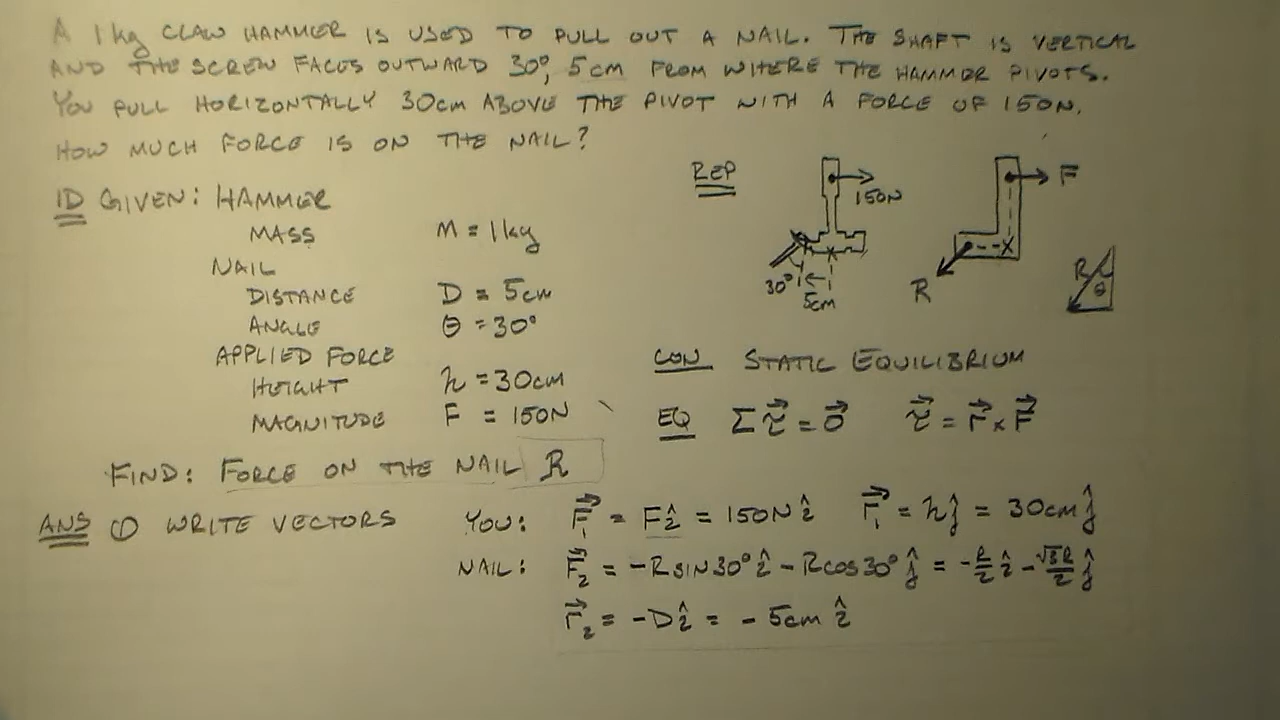 A 1kg CLAW HAMMER IS USED TO PULL OUT A NAIL. THE SHAFT IS VERTICAL
AND THE SCREW FACES OUTWARD 30°, 5cm FROM WHERE THE HAMMER PIVOTS.
YOU PULL HORIZONTALLY 30cm ABOVE THE PIVOT WITH A FORCE OF 150N.
HOW MUCH FORCE IS ON THE NAIL?
ID GIVEN: HAMMER
MASS M = 1kg
NAIL
DISTANCE D = 5cm
ANGLE θ = 30°
APPLIED FORCE
HEIGHT h = 30cm
MAGNITUDE F = 150N
FIND: FORCE ON THE NAIL R
REP
150N
30°
5cm
F
X
R
R
θ
CON STATIC EQUILIBRIUM
EQ Σ τ⃗ = 0⃗ τ⃗ = r⃗ × F⃗
ANS ① WRITE VECTORS YOU: F⃗₁ = F î = 150N î r⃗₁ = h ĵ = 30cm ĵ
NAIL: F⃗₂ = -R SIN 30° î - R COS 30° ĵ = -R/2 î - √3R/2 ĵ
r⃗₂ = -D î = - 5cm î